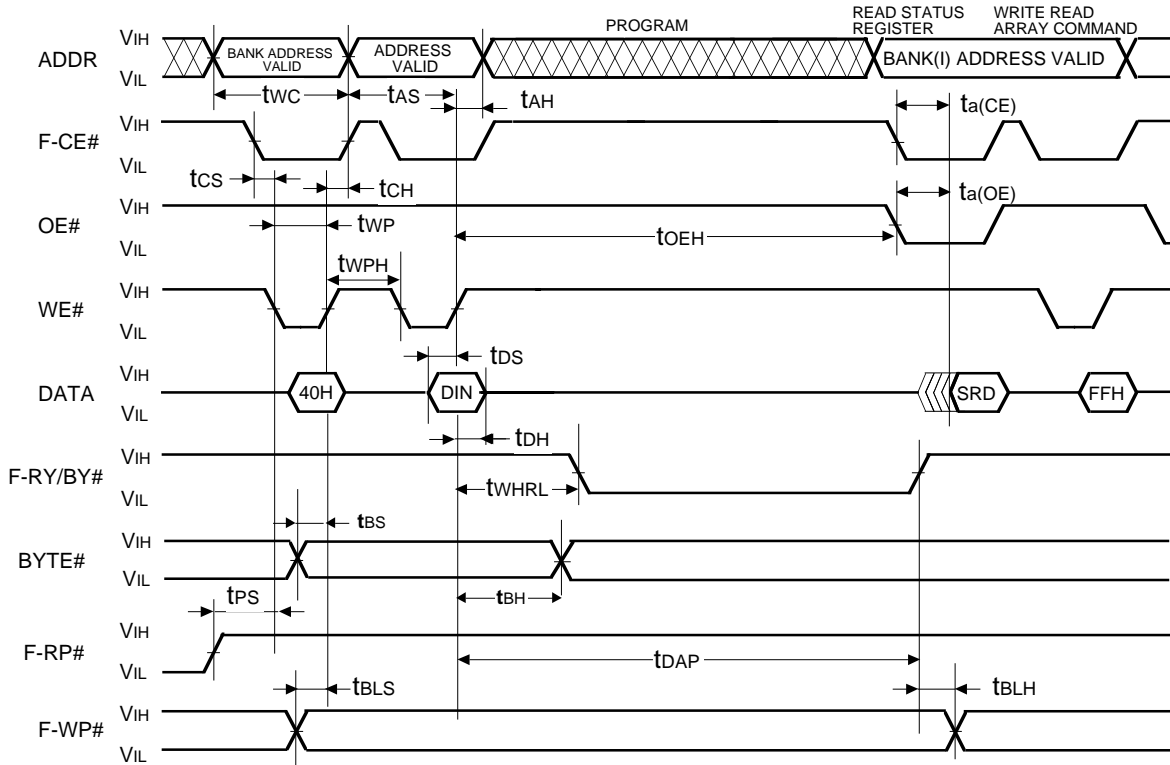 PROGRAM
READ STATUS REGISTER
WRITE READ ARRAY COMMAND
ADDR
VIH
VIL
BANK ADDRESS VALID
ADDRESS VALID
BANK(I) ADDRESS VALID
tWC
tAS
tAH
ta(CE)
F-CE#
VIH
VIL
tCS
tCH
OE#
VIH
VIL
tWP
tOEH
ta(OE)
tWPH
WE#
VIH
VIL
tDS
DATA
VIH
VIL
40H
DIN
SRD
FFH
tDH
F-RY/BY#
VIH
VIL
tWHRL
tBS
BYTE#
VIH
VIL
tBH
tPS
F-RP#
VIH
VIL
tDAP
tBLS
tBLH
F-WP#
VIH
VIL